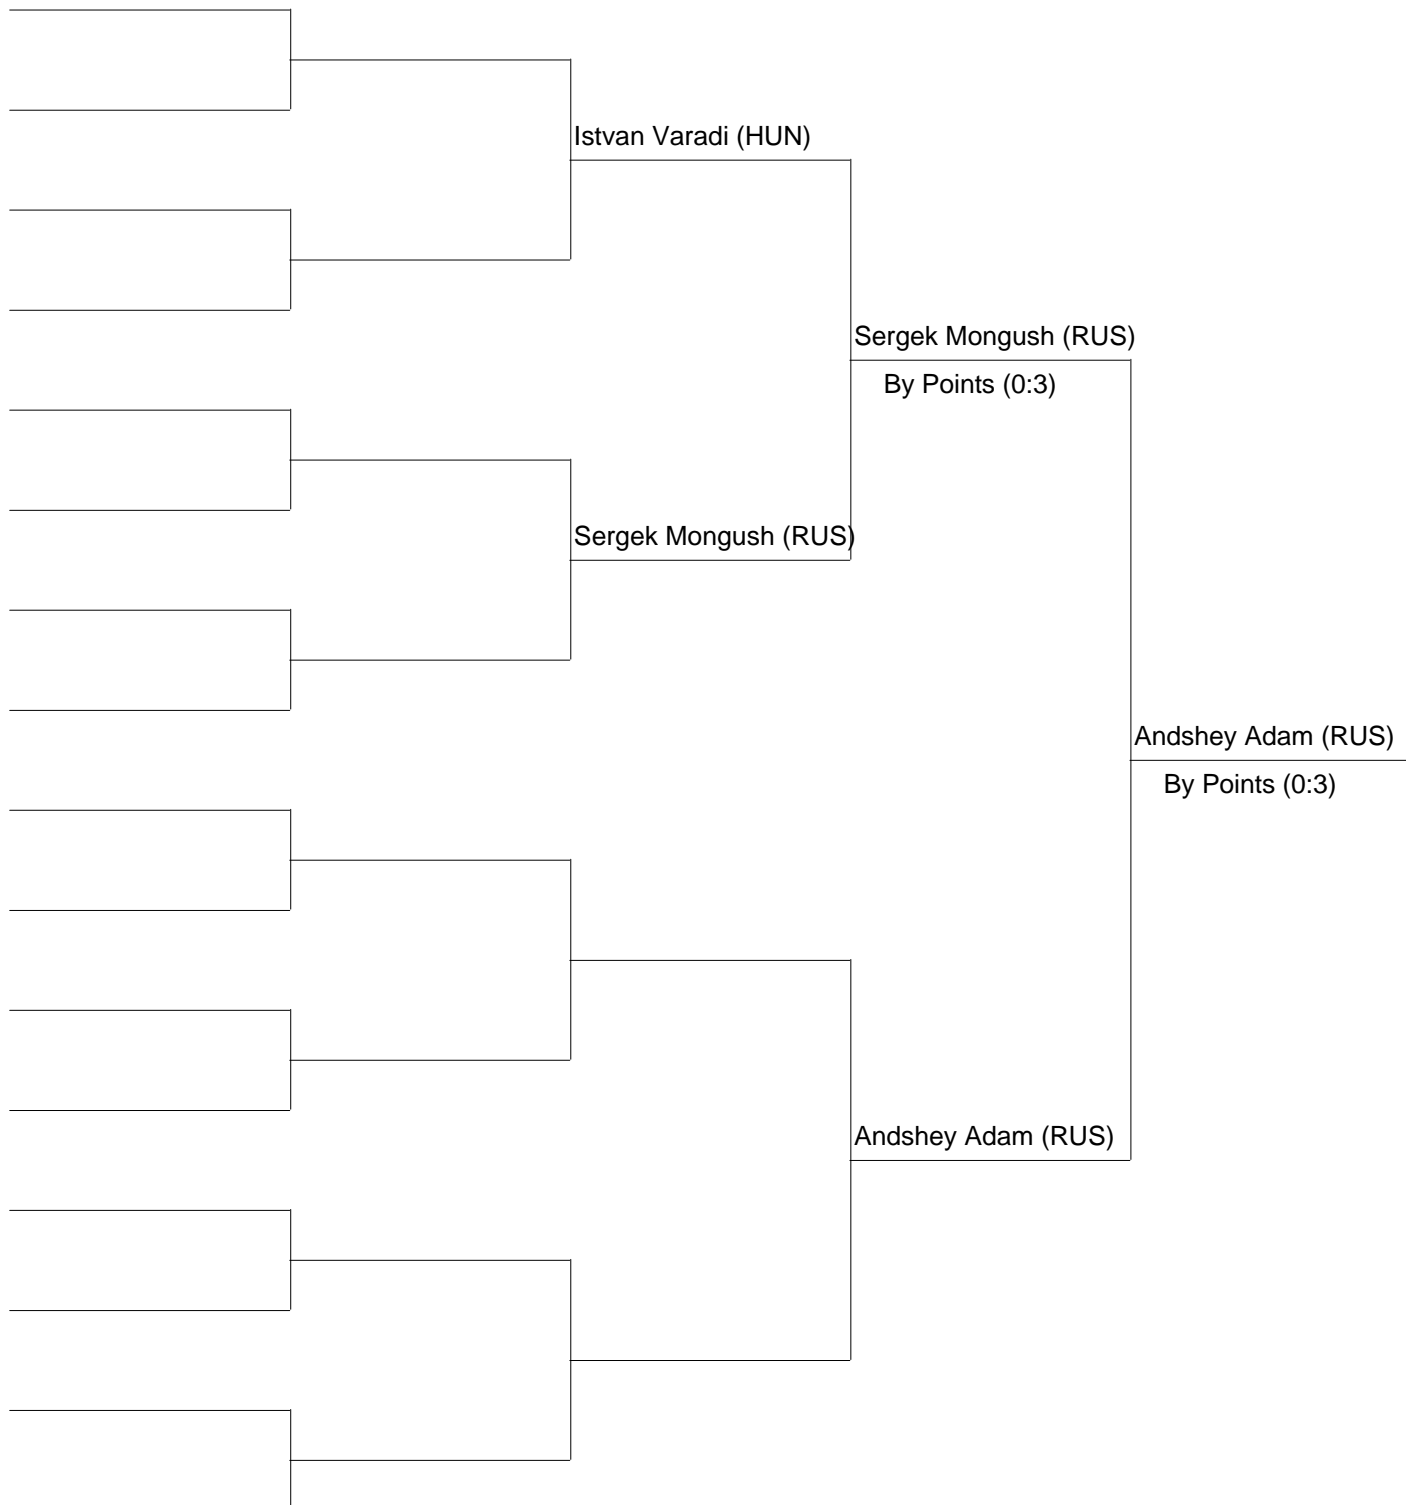 Istvan Varadi (HUN)
Sergek Mongush (RUS)
By Points (0:3)
Sergek Mongush (RUS)
Andshey Adam (RUS)
By Points (0:3)
Andshey Adam (RUS)